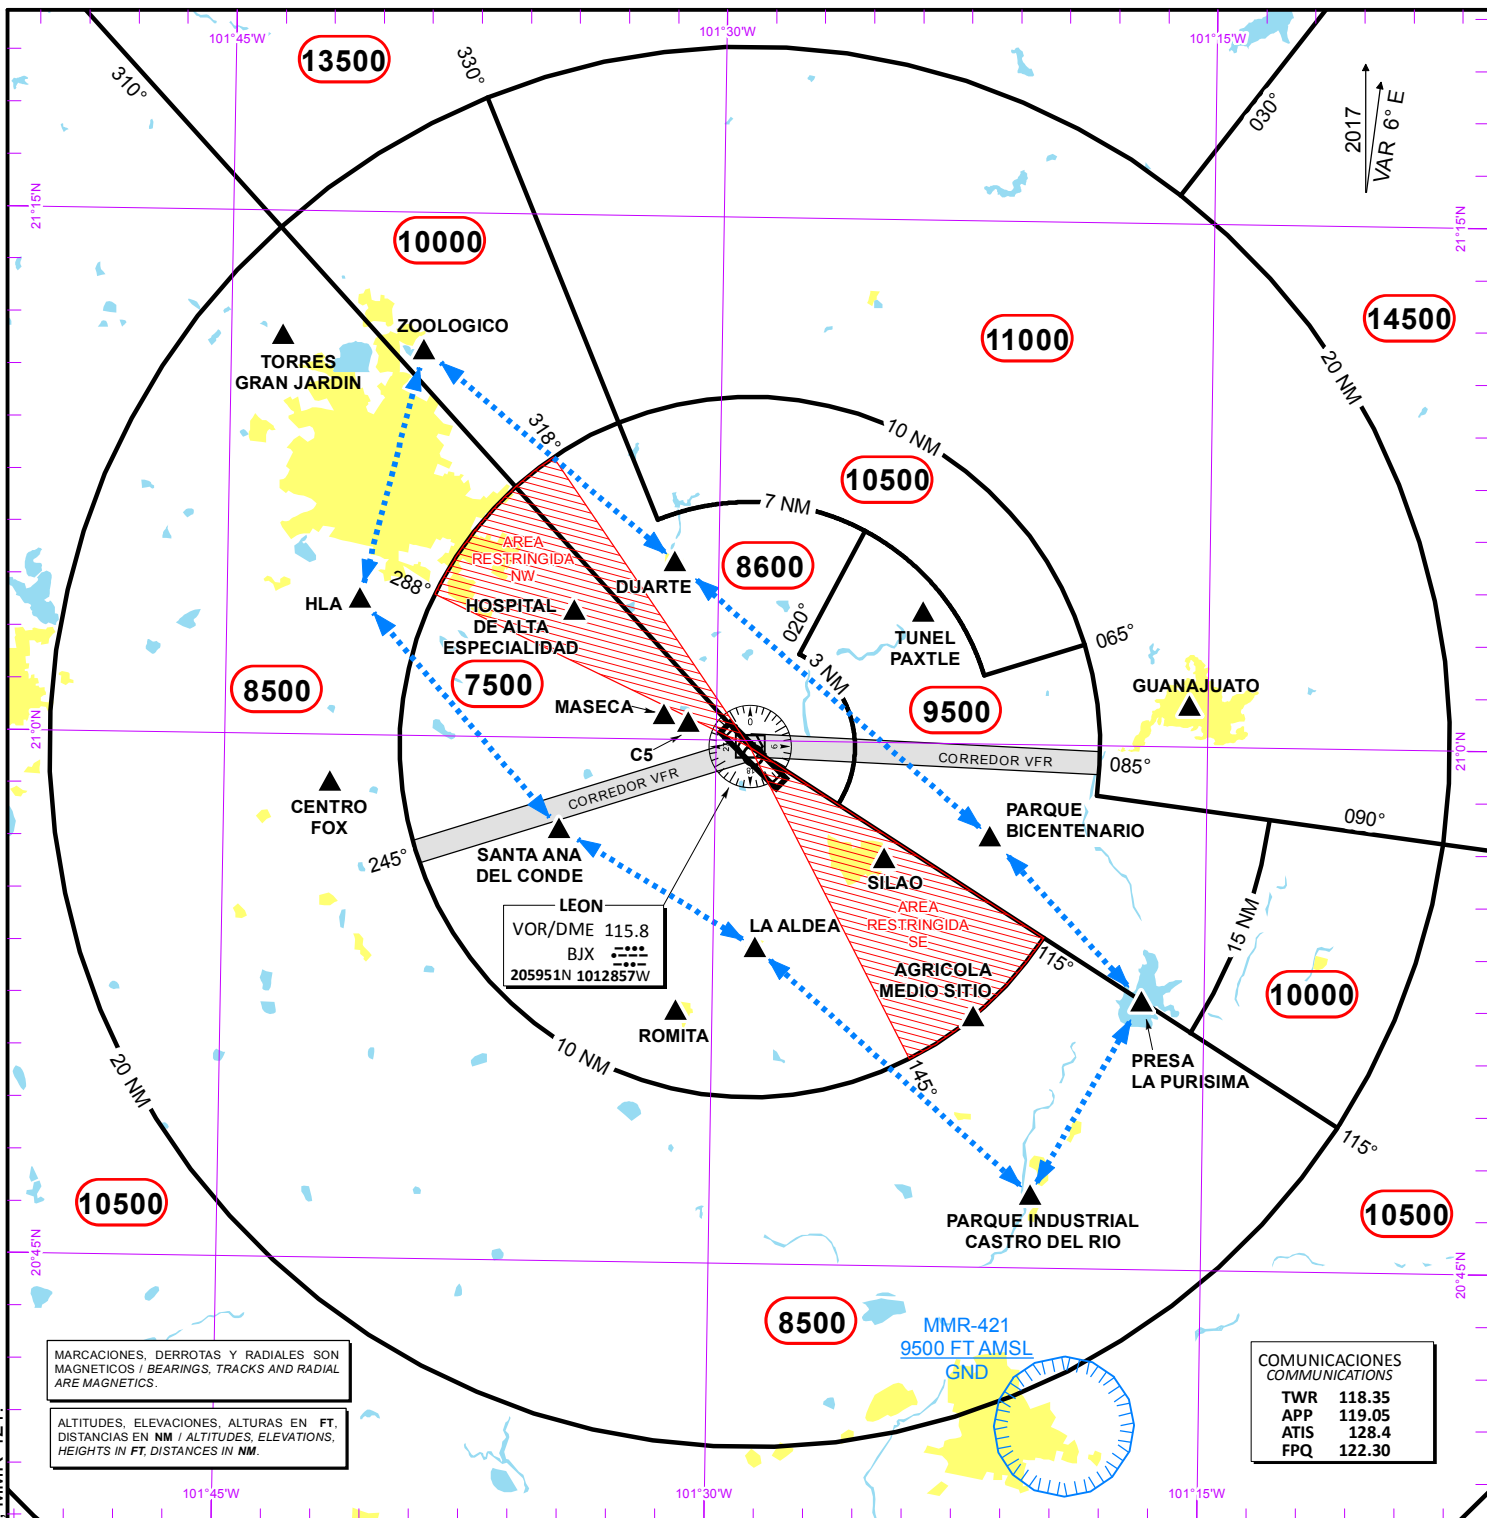 101°45'W
101°30'W
101°15'W
13500
310°
330°
030°
2017
VAR 6° E
21°15'N
21°15'N
10000
14500
11000
ZOOLOGICO
TORRES
GRAN JARDIN
20 NM
318°
10 NM
10500
7 NM
AREA
RESTRINGIDA
NW
8600
288°
DUARTE
HLA
HOSPITAL
DE ALTA
ESPECIALIDAD
020°
TUNEL
PAXTLE
065°
3 NM
8500
7500
9500
GUANAJUATO
MASECA
C5
21°0'N
21°0'N
0
9
18
CORREDOR VFR
085°
CORREDOR VFR
CENTRO
FOX
PARQUE
BICENTENARIO
090°
245°
SANTA ANA
DEL CONDE
SILAO
LEON
VOR/DME 115.8
BJX
205951N 1012857W
LA ALDEA
AREA
RESTRINGIDA
SE
15 NM
115°
AGRICOLA
MEDIO SITIO
10000
ROMITA
10 NM
20 NM
145°
PRESA
LA PURISIMA
115°
10500
10500
PARQUE INDUSTRIAL
CASTRO DEL RIO
20°45'N
20°45'N
8500
MMR-421
9500 FT AMSL
GND
MARCACIONES, DERROTAS Y RADIALES SON
MAGNETICOS / BEARINGS, TRACKS AND RADIAL
ARE MAGNETICS.
ALTITUDES, ELEVACIONES, ALTURAS EN FT,
DISTANCIAS EN NM / ALTITUDES, ELEVATIONS,
HEIGHTS IN FT, DISTANCES IN NM.
COMUNICACIONES
COMMUNICATIONS
TWR 118.35
APP 119.05
ATIS 128.4
FPQ 122.30
101°45'W
101°30'W
101°15'W